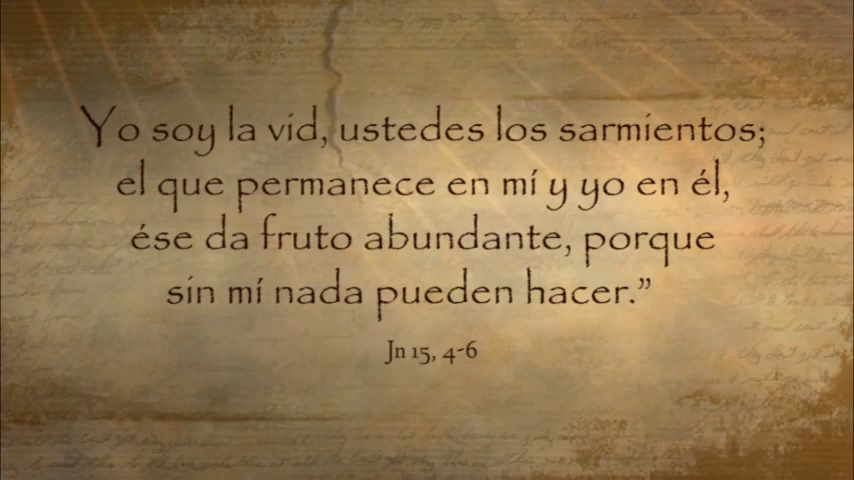 Yo soy la vid, ustedes los sarmientos;
el que permanece en mí y yo en él,
ése da fruto abundante, porque
sin mí nada pueden hacer.”
Jn 15, 4-6